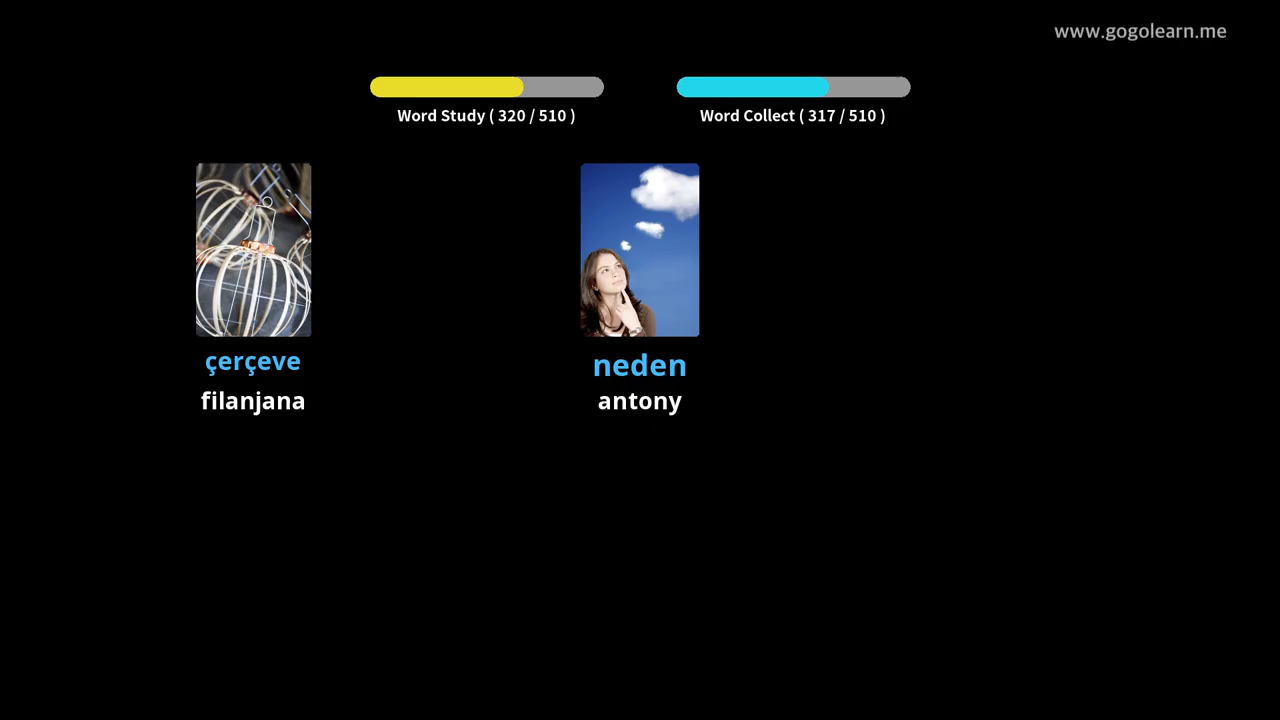 www.gogolearn.me
Word Study ( 320 / 510 )
Word Collect ( 317 / 510 )
çerçeve
filanjana
neden
antony